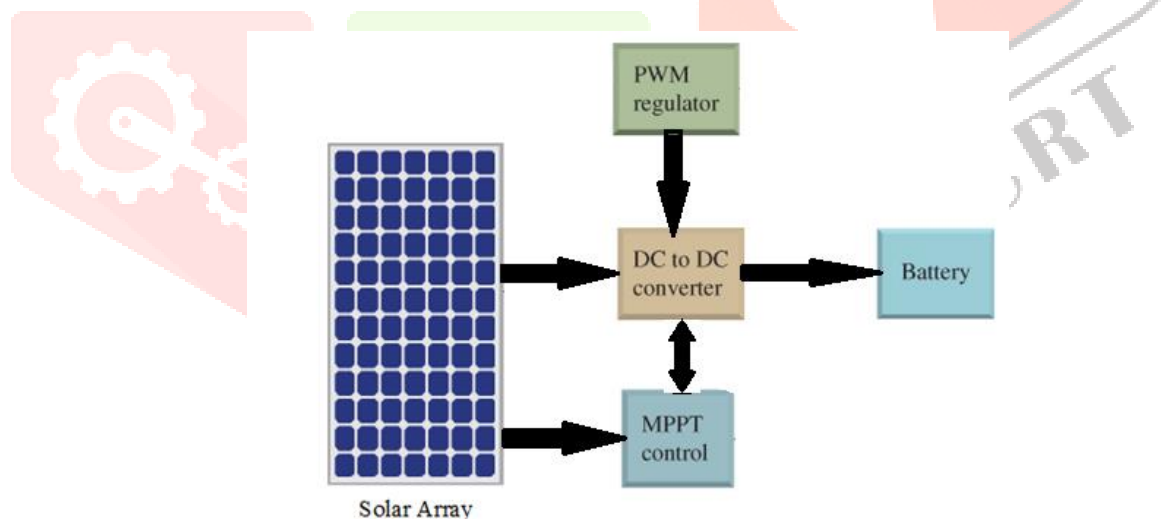 PWM
regulator
DC to DC
converter
Battery
MPPT
control
Solar Array